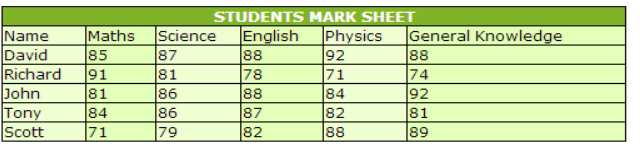 STUDENTS MARK SHEET
Name Maths Science English Physics General Knowledge
David 85 87 88 92 88
Richard 91 81 78 71 74
John 81 86 88 84 92
Tony 84 86 87 82 81
Scott 71 79 82 88 89